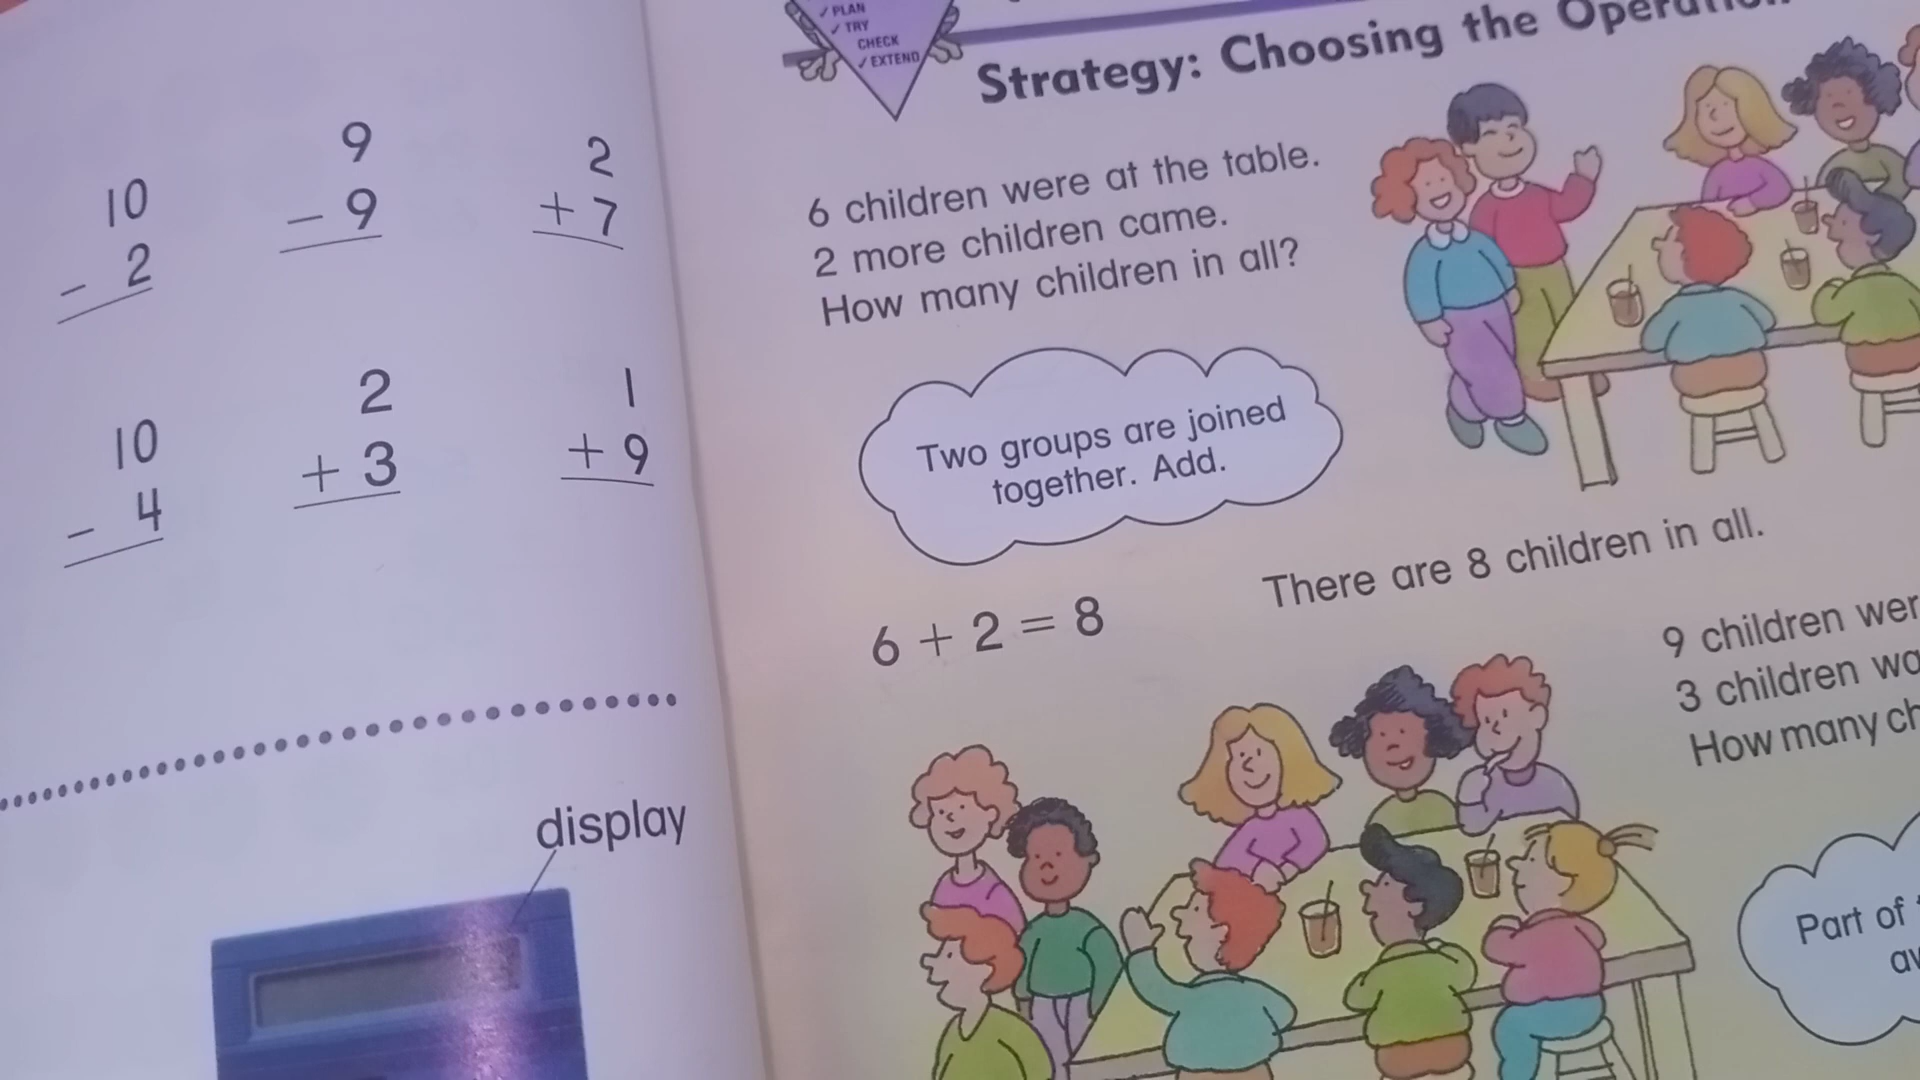 10
- 2
9
- 9
2
+ 7
10
- 4
2
+ 3
1
+ 9
display
✓ PLAN
✓ TRY
CHECK
✓ EXTEND
Strategy: Choosing the
6 children were at the table.
2 more children came.
How many children in all?
Two groups are joined
together. Add.
6 + 2 = 8
There are 8 children in all.
9 children
3 children
How many
Part of